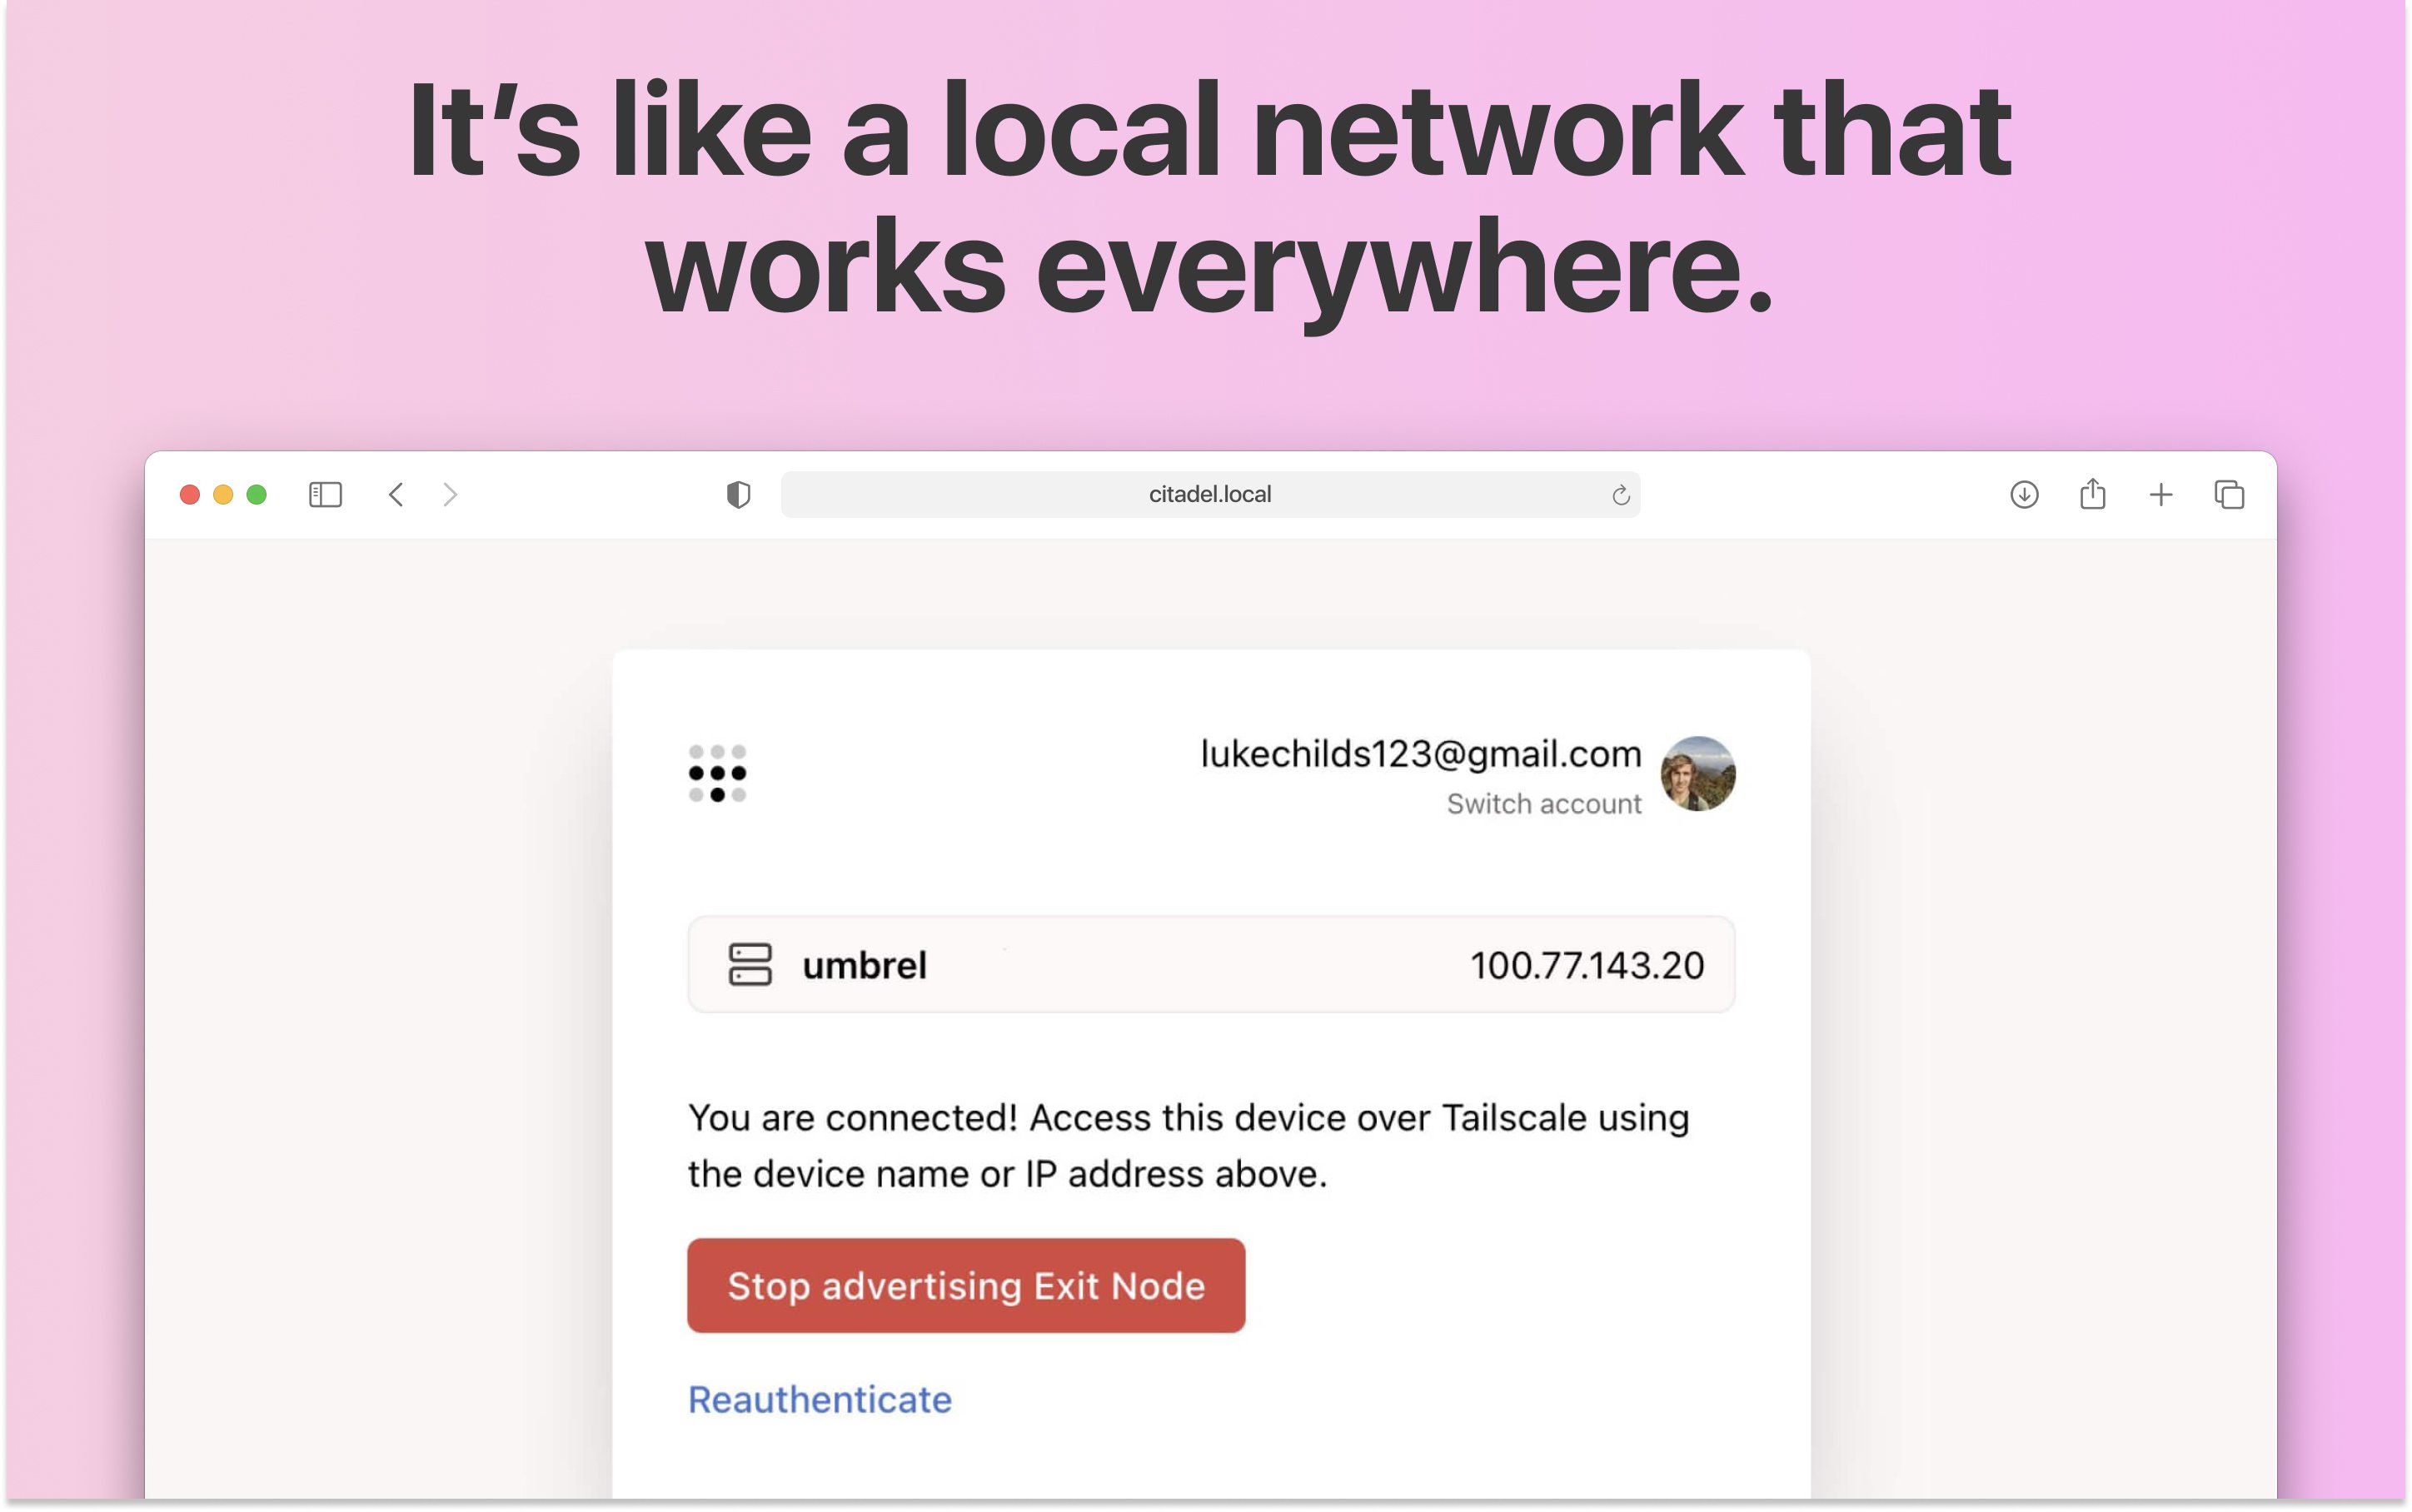 It’s like a local network that
works everywhere.
citadel.local
lukechilds123@gmail.com
Switch account
umbrel
100.77.143.20
You are connected! Access this device over Tailscale using
the device name or IP address above.
Stop advertising Exit Node
Reauthenticate